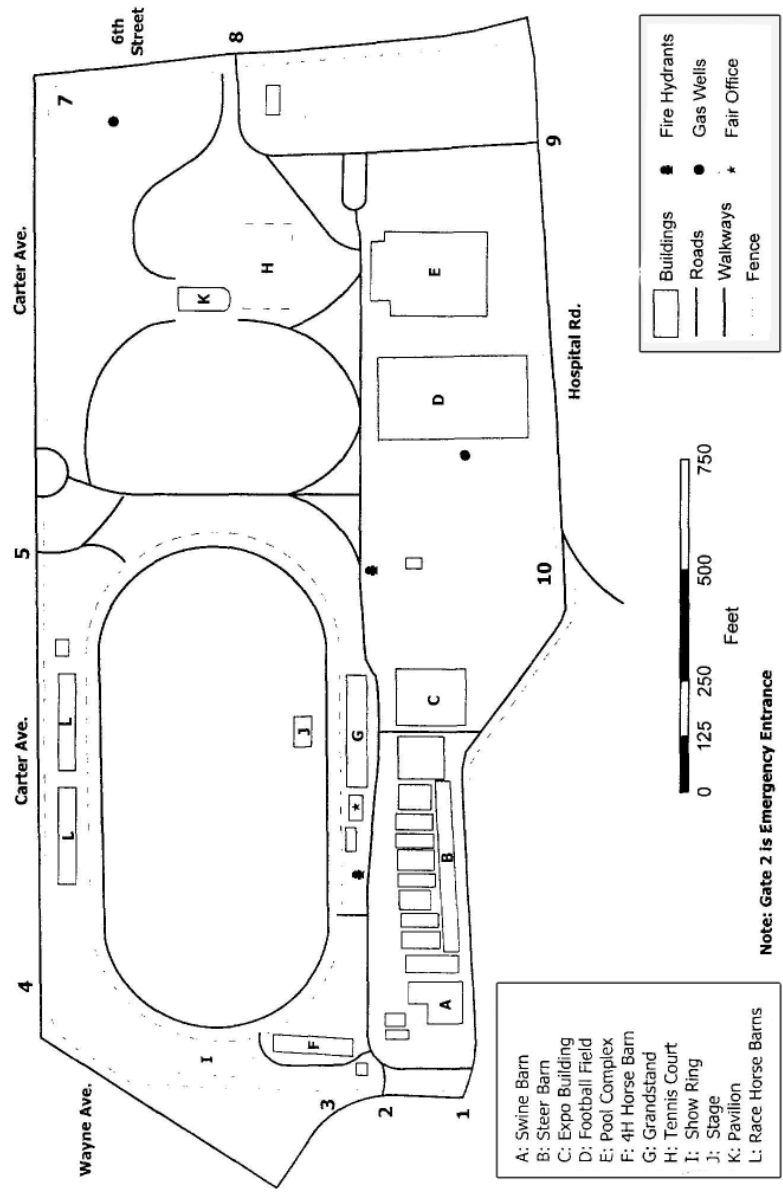 6th
Street
7
8
Carter Ave.
K
H
E
9
5
D
Hospital Rd.
10
Carter Ave.
L
L
J
G
C
4
B
I
F
A
Wayne Ave.
3
2
1
Buildings
Roads
Walkways
Fence
Fire Hydrants
Gas Wells
Fair Office
0
125
250
500
750
Feet
Note: Gate 2 is Emergency Entrance
A: Swine Barn
B: Steer Barn
C: Expo Building
D: Football Field
E: Pool Complex
F: 4H Horse Barn
G: Grandstand
H: Tennis Court
I: Show Ring
J: Stage
K: Pavilion
L: Race Horse Barns